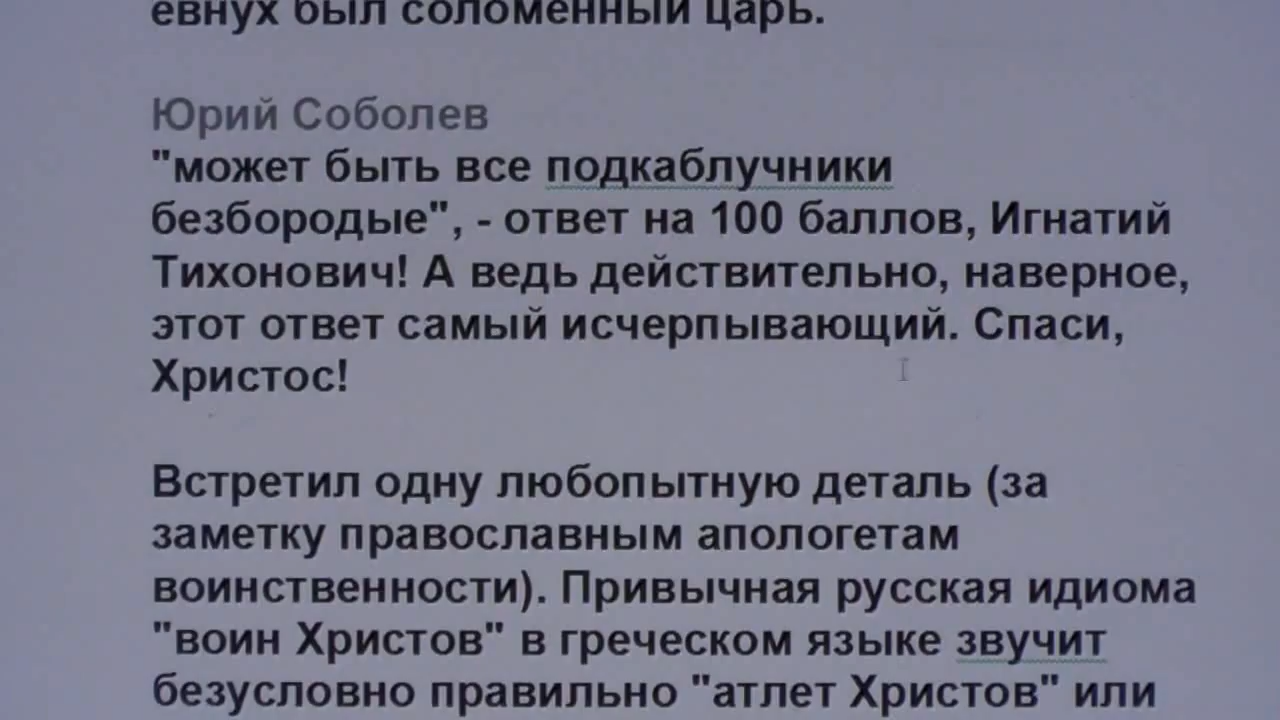 евнух был соломенный царь.
Юрий Соболев
"может быть все подкаблучники
безбородые", - ответ на 100 баллов, Игнатий
Тихонович! А ведь действительно, наверное,
этот ответ самый исчерпывающий. Спаси,
Христос!
Встретил одну любопытную деталь (за
заметку православным апологетам
воинственности). Привычная русская идиома
"воин Христов" в греческом языке звучит
безусловно правильно "атлет Христов" или